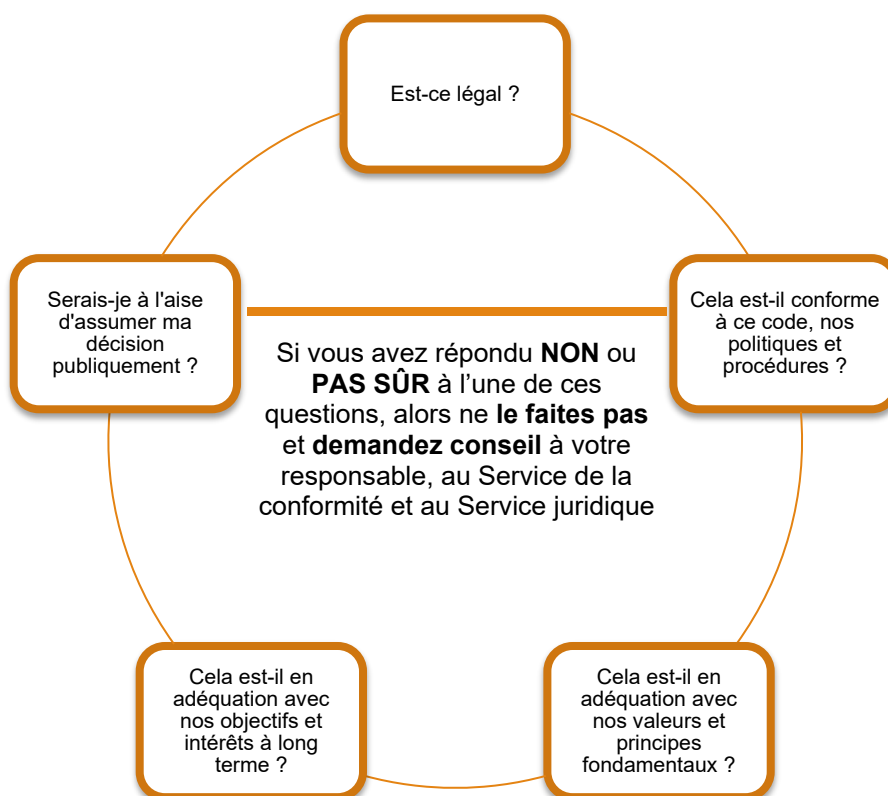 Est-ce légal ?
Serais-je à l'aise
d'assumer ma
décision
publiquement ?
Cela est-il conforme
à ce code, nos
politiques et
procédures ?
Si vous avez répondu NON ou
PAS SÛR à l’une de ces
questions, alors ne le faites pas
et demandez conseil à votre
responsable, au Service de la
conformité et au Service juridique
Cela est-il en
adéquation avec
nos objectifs et
intérêts à long
terme ?
Cela est-il en
adéquation avec
nos valeurs et
principes
fondamentaux ?